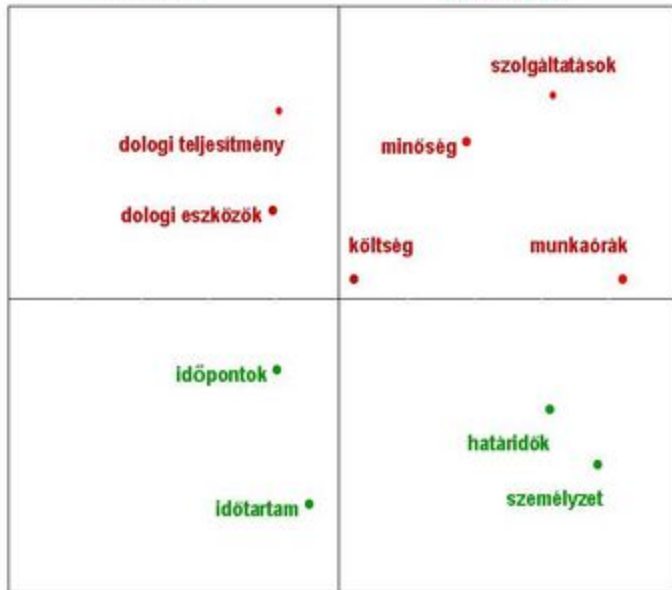 szolgáltatások
dologi teljesítmény
minőség
dologi eszközök
költség
munkaórák
időpontok
határidők
személyzet
időtartam